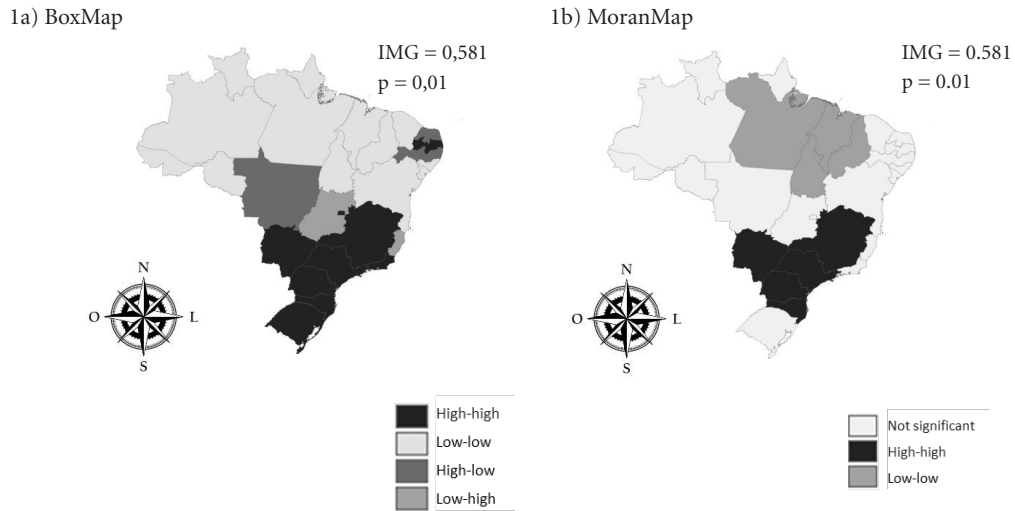 1a) BoxMap
IMG = 0,581
p = 0,01
N
O
L
S
High-high
Low-low
High-low
Low-high
1b) MoranMap
IMG = 0.581
p = 0.01
N
O
L
S
Not significant
High-high
Low-low